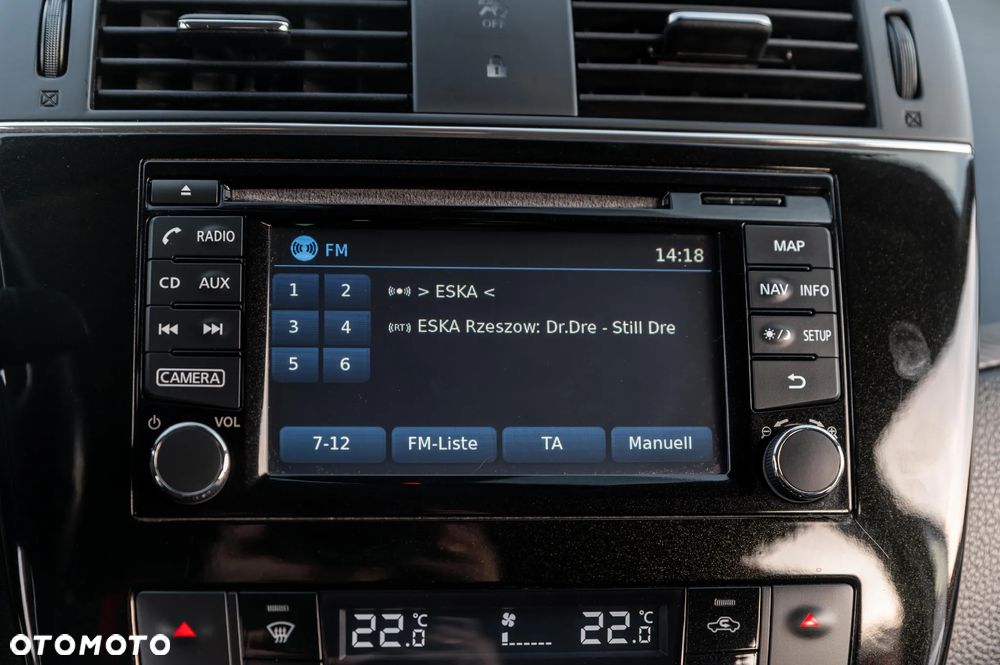 OFF
RADIO
CD AUX
CAMERA
VOL
FM 14:18
1 2
3 4
5 6
> ESKA <
(RT) ESKA Rzeszow: Dr.Dre - Still Dre
7-12 FM-Liste TA Manuell
MAP
NAV INFO
SETUP
22.0 °C
22.0 °C
OTOMOTO